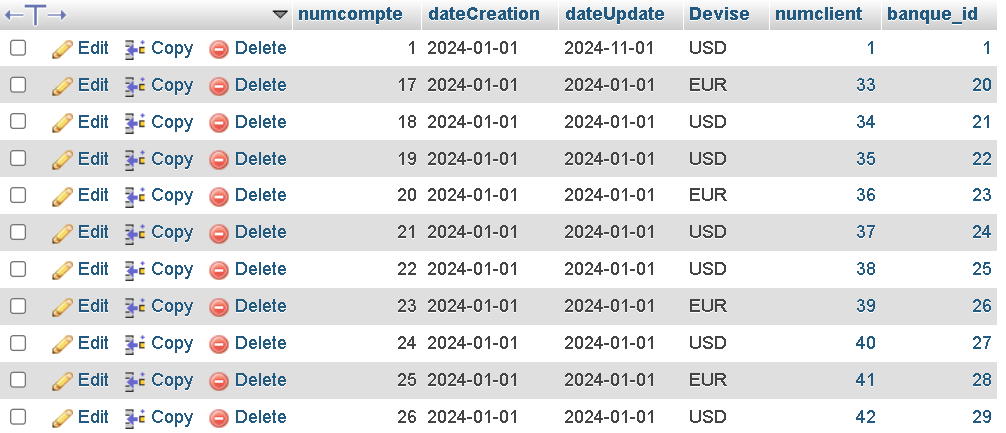 numcompte dateCreation dateUpdate Devise numclient banque_id
Edit Copy Delete 1 2024-01-01 2024-11-01 USD 1 1
Edit Copy Delete 17 2024-01-01 2024-01-01 EUR 33 20
Edit Copy Delete 18 2024-01-01 2024-01-01 USD 34 21
Edit Copy Delete 19 2024-01-01 2024-01-01 USD 35 22
Edit Copy Delete 20 2024-01-01 2024-01-01 EUR 36 23
Edit Copy Delete 21 2024-01-01 2024-01-01 USD 37 24
Edit Copy Delete 22 2024-01-01 2024-01-01 USD 38 25
Edit Copy Delete 23 2024-01-01 2024-01-01 EUR 39 26
Edit Copy Delete 24 2024-01-01 2024-01-01 USD 40 27
Edit Copy Delete 25 2024-01-01 2024-01-01 EUR 41 28
Edit Copy Delete 26 2024-01-01 2024-01-01 USD 42 29